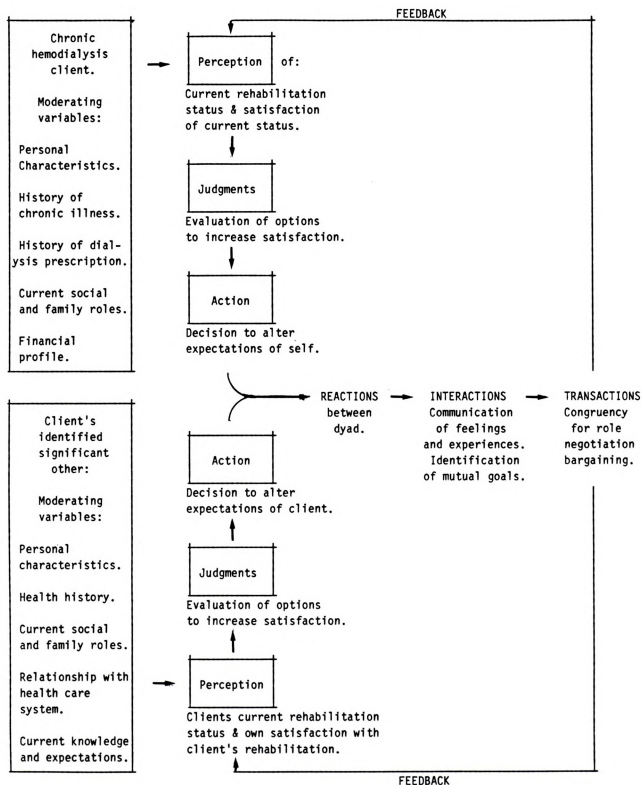 FEEDBACK
Chronic
hemodialysis
client.
Moderating
variables:
Personal
Characteristics.
History of
chronic illness.
History of dial-
ysis prescription.
Current social
and family roles.
Financial
profile.
Perception of:
Current rehabilitation
status & satisfaction
of current status.
Judgments
Evaluation of options
to increase satisfaction.
Action
Decision to alter
expectations of self.
REACTIONS
between
dyad.
INTERACTIONS
Communication
of feelings
and experiences.
Identification
of mutual goals.
TRANSACTIONS
Congruency
for role
negotiation
bargaining.
Client's
identified
significant
other:
Moderating
variables:
Personal
characteristics.
Health history.
Current social
and family roles.
Relationship with
health care
system.
Current knowledge
and expectations.
Action
Decision to alter
expectations of client.
Judgments
Evaluation of options
to increase satisfaction.
Perception
Clients current rehabilitation
status & own satisfaction with
client's rehabilitation.
FEEDBACK